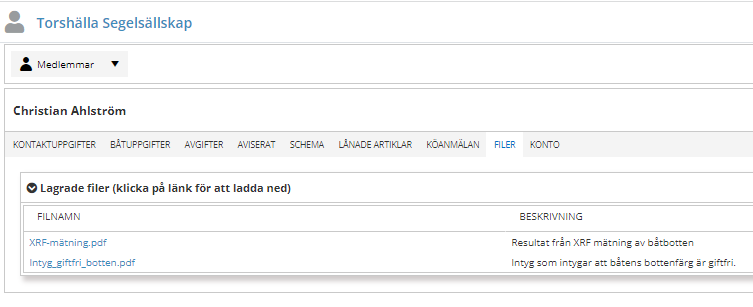 Torshälla Segelsällskap
Medlemmar
Christian Ahlström
KONTAKTUPPGIFTER BÅTUPPGIFTER AVGIFTER AVISERAT SCHEMA LÅNADE ARTIKLAR KÖANMÄLAN FILER KONTO
Lagrade filer (klicka på länk för att ladda ned)
FILNAMN BESKRIVNING
XRF-mätning.pdf Resultat från XRF mätning av båtbotten
Intyg_giftfri_botten.pdf Intyg som intygar att båtens bottenfärg är giftfri.